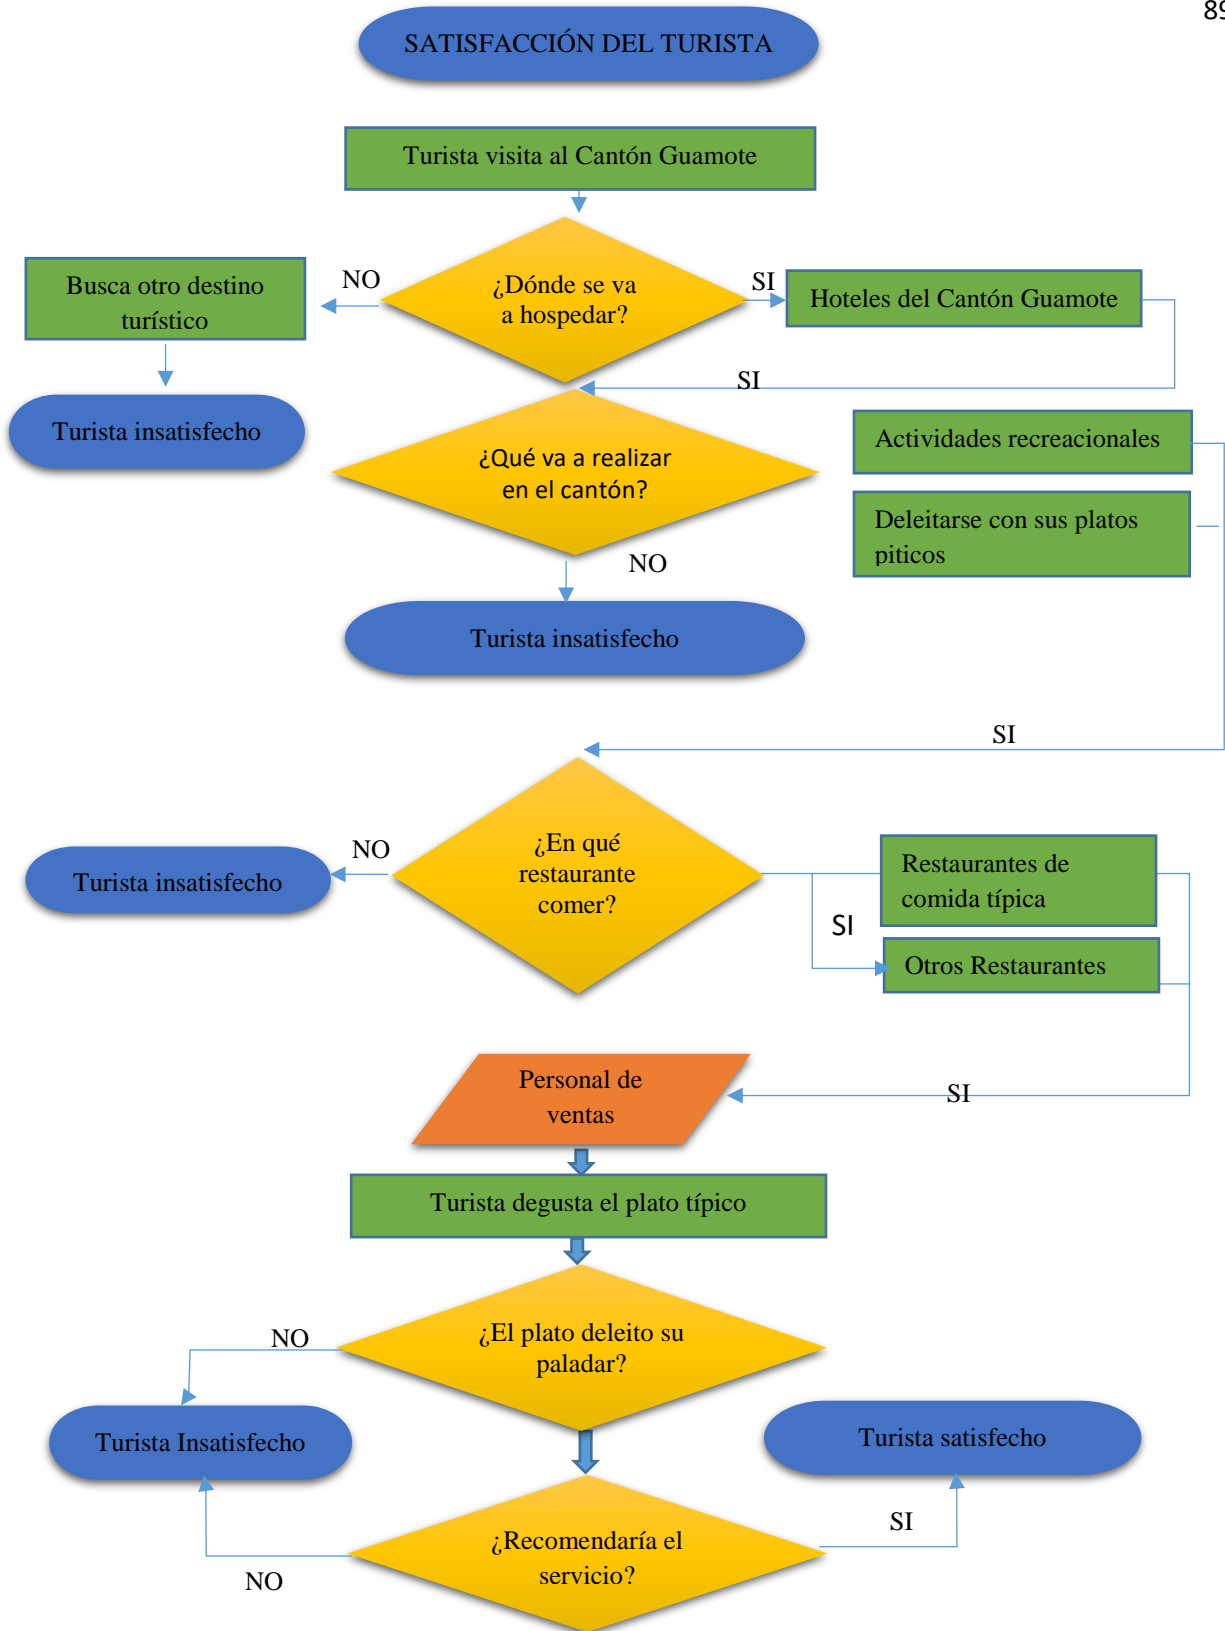 89
SATISFACCIÓN DEL TURISTA
Turista visita al Cantón Guamote
Busca otro destino
turístico
NO
¿Dónde se va
a hospedar?
SI
Hoteles del Cantón Guamote
SI
Turista insatisfecho
¿Qué va a realizar
en el cantón?
Actividades recreacionales
Deleitarse con sus platos
piticos
NO
Turista insatisfecho
SI
Turista insatisfecho
NO
¿En qué
restaurante
comer?
SI
Restaurantes de
comida típica
Otros Restaurantes
Personal de
ventas
SI
Turista degusta el plato típico
NO
¿El plato deleito su
paladar?
Turista Insatisfecho
Turista satisfecho
SI
¿Recomendaría el
servicio?
NO